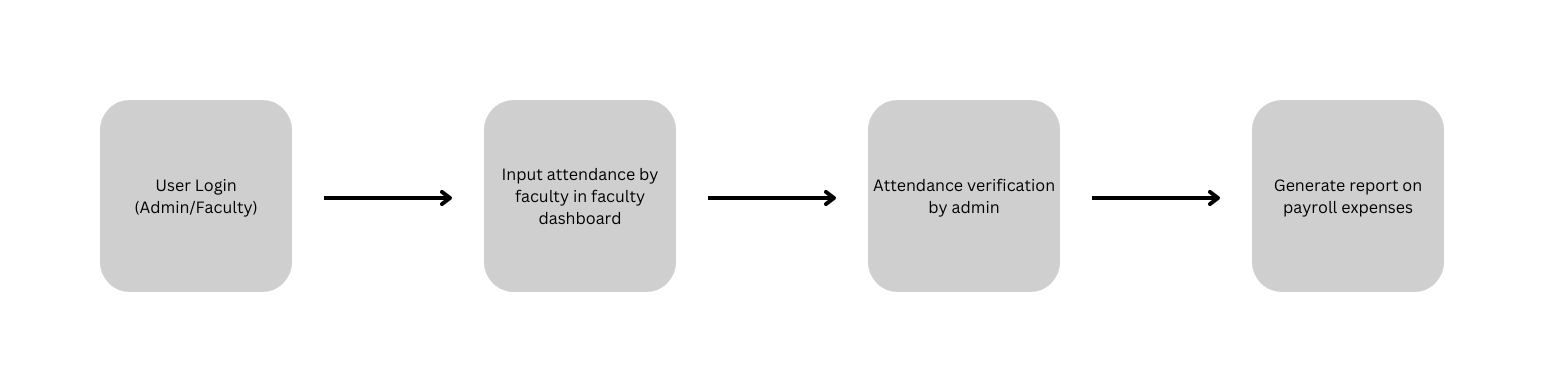 User Login
(Admin/Faculty)
Input attendance by
faculty in faculty
dashboard
Attendance verification
by admin
Generate report on
payroll expenses